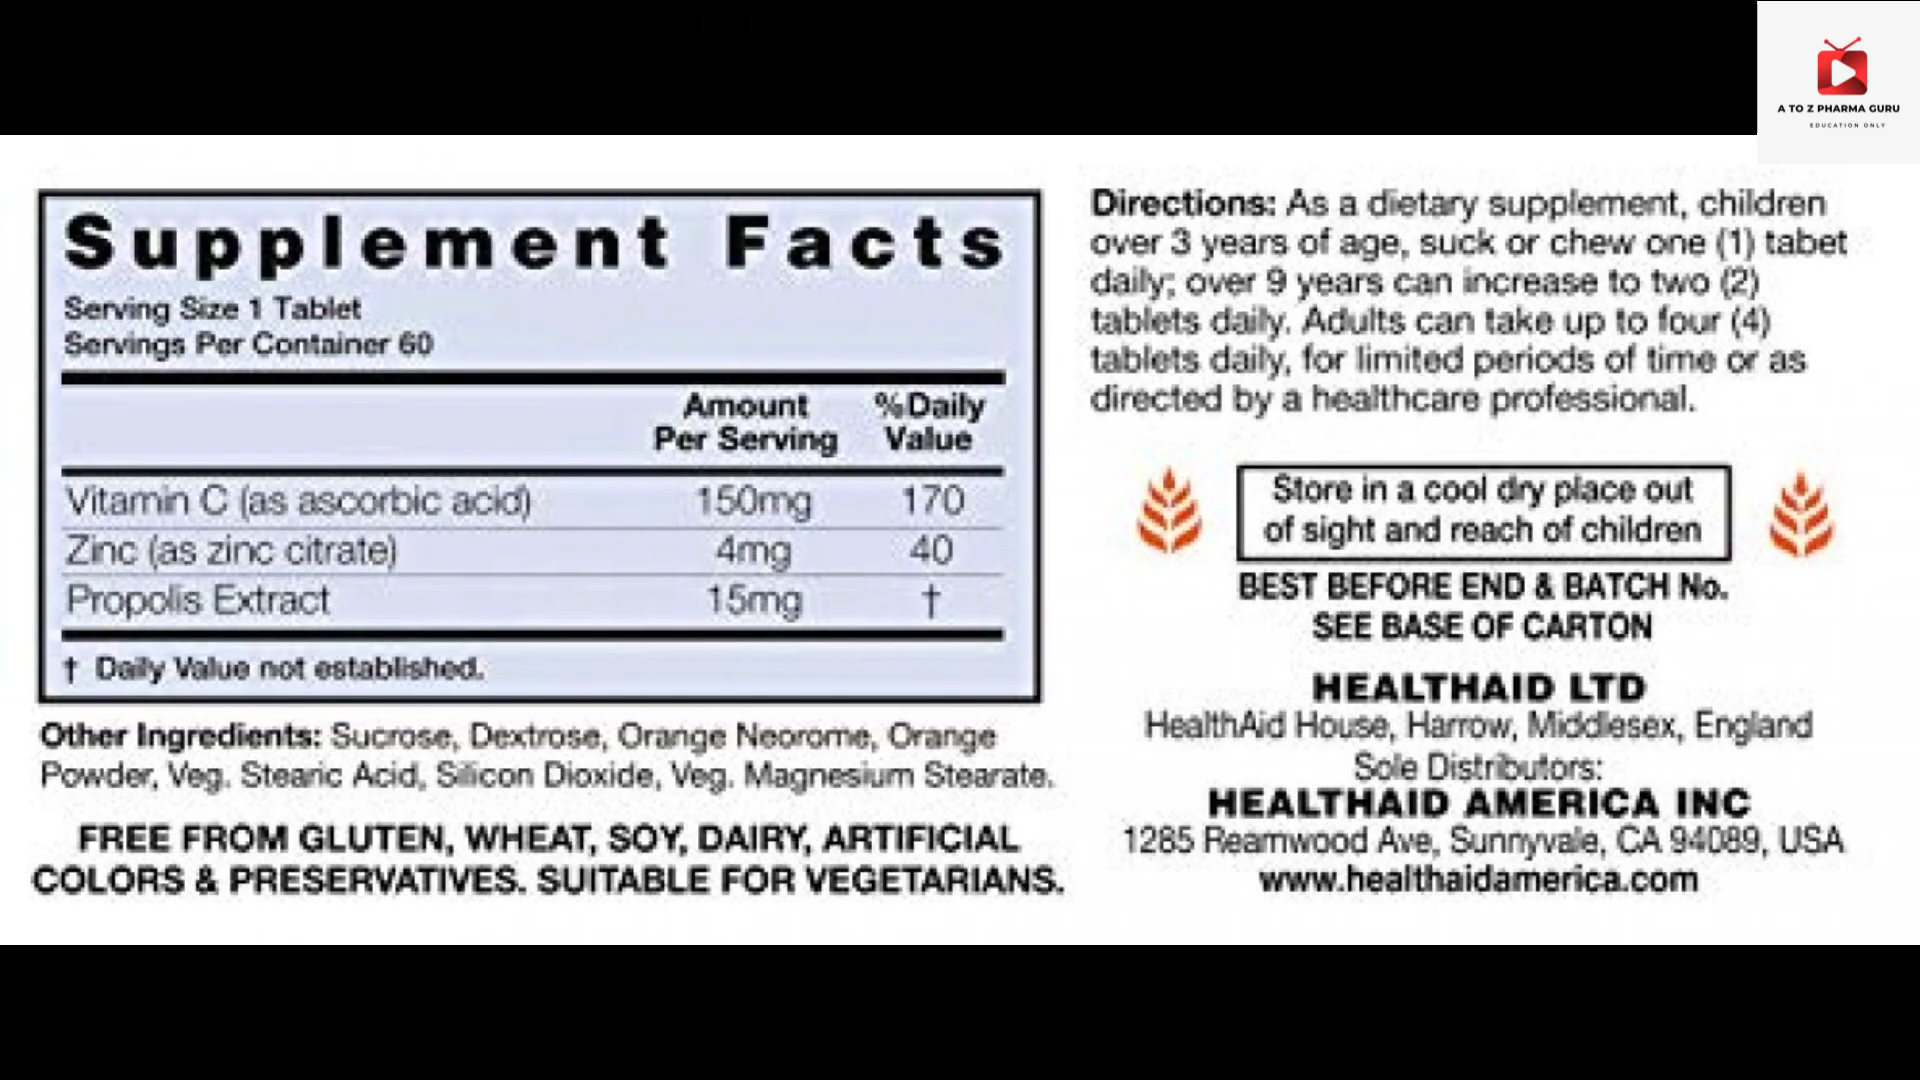 A TO Z PHARMA GURU
EDUCATION ONLY
Supplement Facts
Serving Size 1 Tablet
Servings Per Container 60
Amount Per Serving %Daily Value
Vitamin C (as ascorbic acid) 150mg 170
Zinc (as zinc citrate) 4mg 40
Propolis Extract 15mg †
† Daily Value not established.
Other Ingredients: Sucrose, Dextrose, Orange Neorome, Orange
Powder, Veg. Stearic Acid, Silicon Dioxide, Veg. Magnesium Stearate.
FREE FROM GLUTEN, WHEAT, SOY, DAIRY, ARTIFICIAL
COLORS & PRESERVATIVES. SUITABLE FOR VEGETARIANS.
Directions: As a dietary supplement, children
over 3 years of age, suck or chew one (1) tabet
daily; over 9 years can increase to two (2)
tablets daily. Adults can take up to four (4)
tablets daily, for limited periods of time or as
directed by a healthcare professional.
Store in a cool dry place out
of sight and reach of children
BEST BEFORE END & BATCH No.
SEE BASE OF CARTON
HEALTHAID LTD
HealthAid House, Harrow, Middlesex, England
Sole Distributors:
HEALTHAID AMERICA INC
1285 Reamwood Ave, Sunnyvale, CA 94089, USA
www.healthaidamerica.com